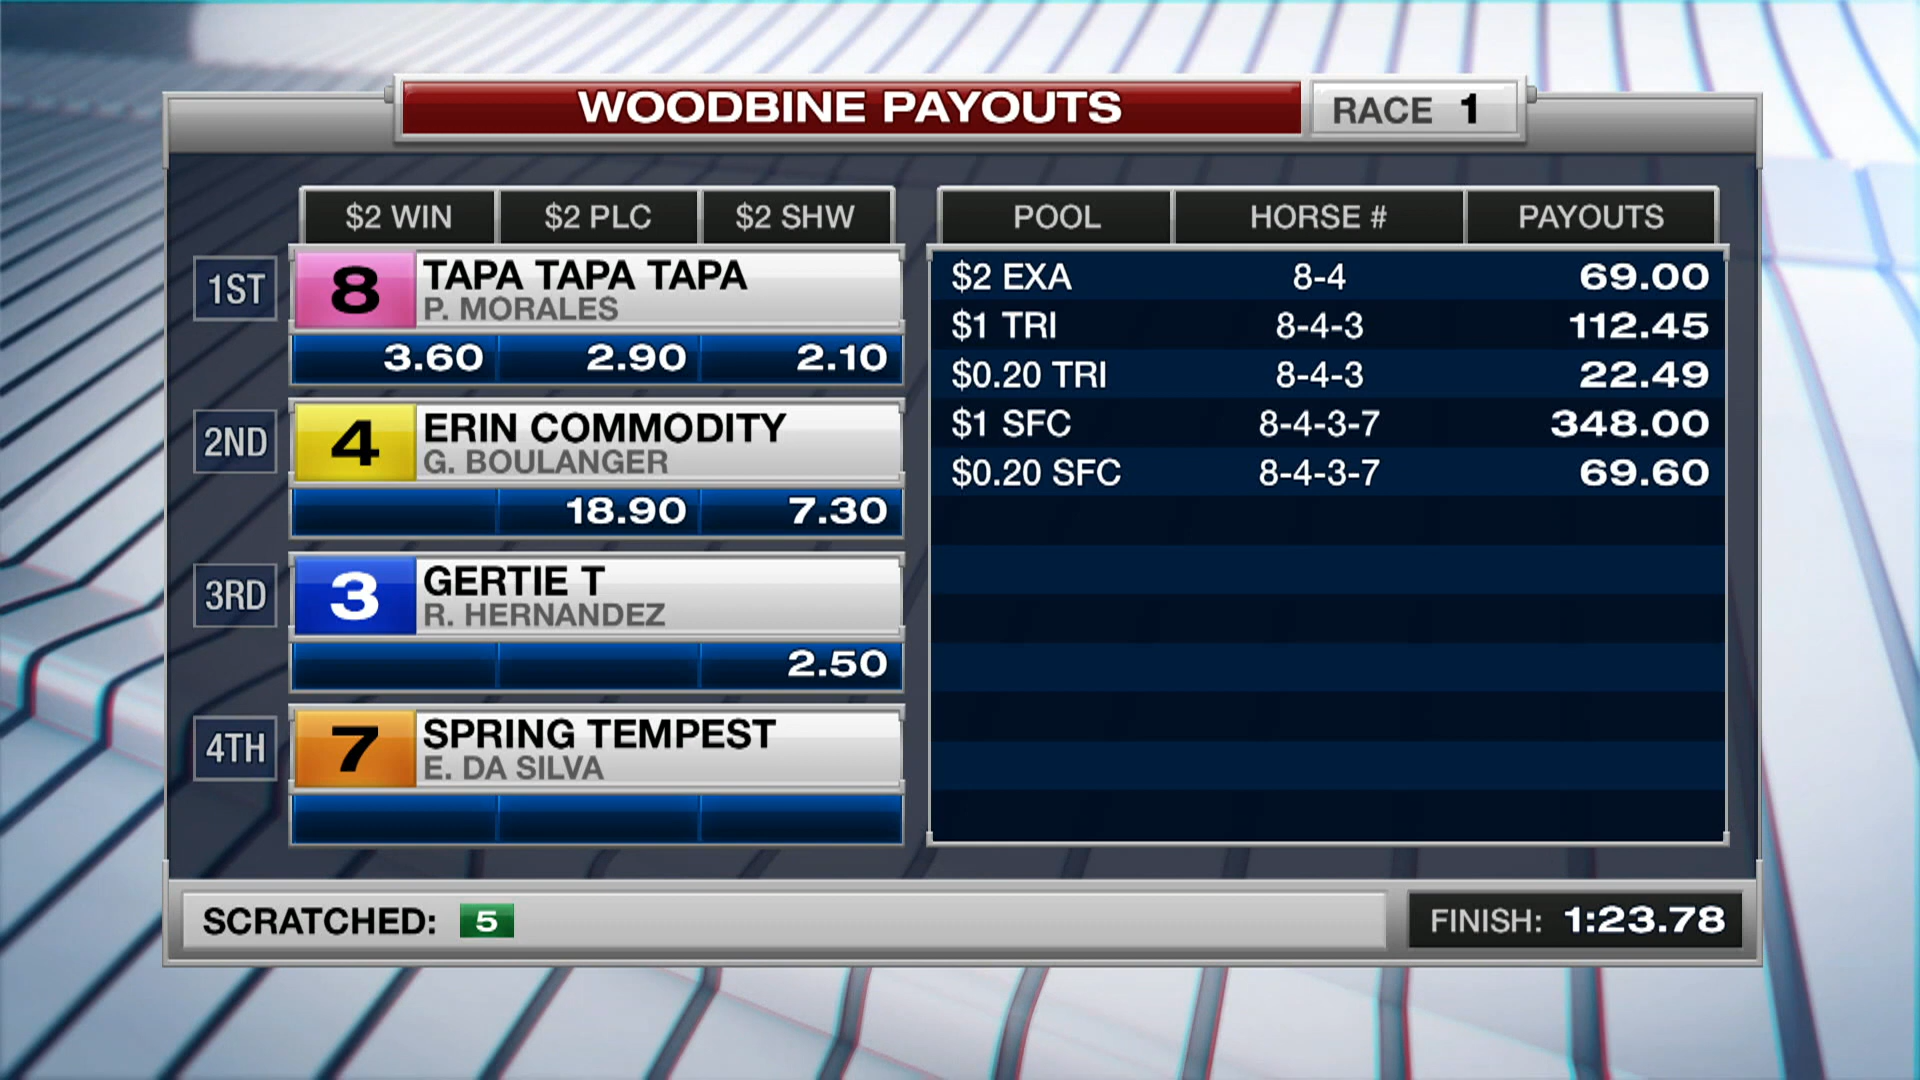 WOODBINE PAYOUTS
RACE 1
$2 WIN $2 PLC $2 SHW
1ST 8 TAPA TAPA TAPA
P. MORALES
3.60 2.90 2.10
2ND 4 ERIN COMMODITY
G. BOULANGER
18.90 7.30
3RD 3 GERTIE T
R. HERNANDEZ
2.50
4TH 7 SPRING TEMPEST
E. DA SILVA
POOL HORSE # PAYOUTS
$2 EXA 8-4 69.00
$1 TRI 8-4-3 112.45
$0.20 TRI 8-4-3 22.49
$1 SFC 8-4-3-7 348.00
$0.20 SFC 8-4-3-7 69.60
SCRATCHED: 5
FINISH: 1:23.78